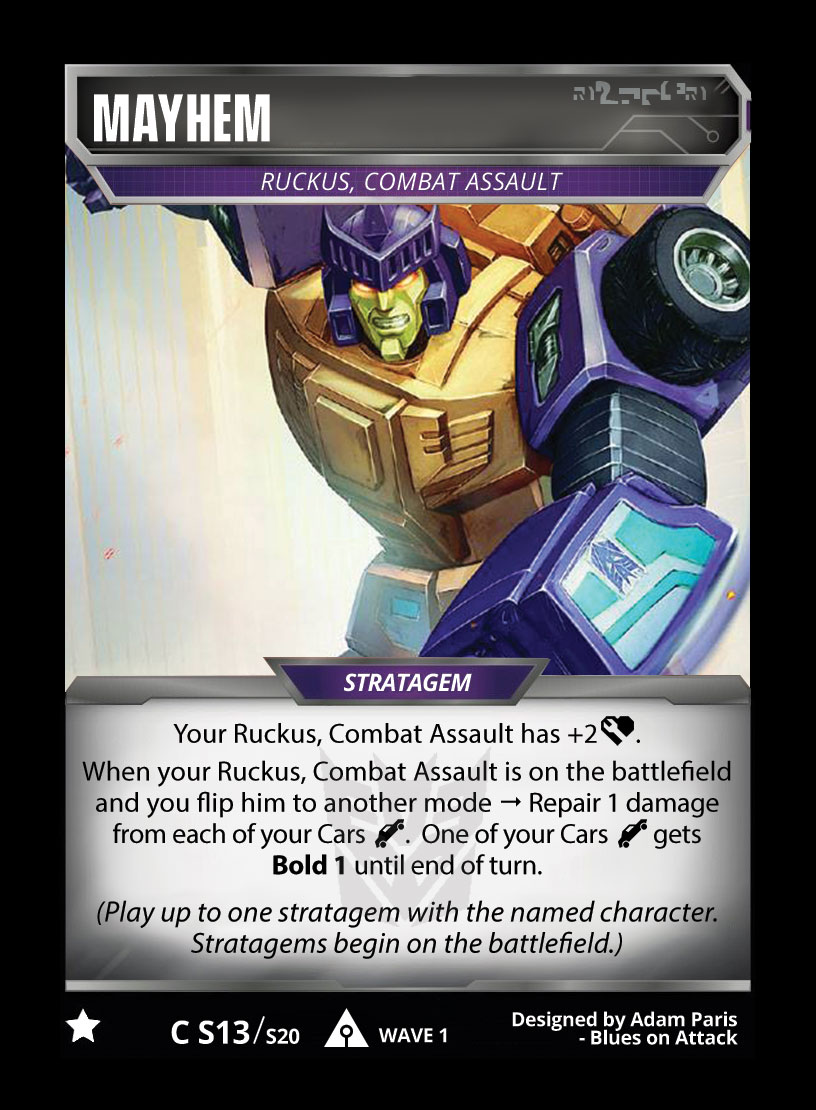 MAYHEM
RUCKUS, COMBAT ASSAULT
STRATAGEM
Your Ruckus, Combat Assault has +2.
When your Ruckus, Combat Assault is on the battlefield
and you flip him to another mode → Repair 1 damage
from each of your Cars. One of your Cars gets
Bold 1 until end of turn.
(Play up to one stratagem with the named character.
Stratagems begin on the battlefield.)
C S13/S20 WAVE 1
Designed by Adam Paris
- Blues on Attack